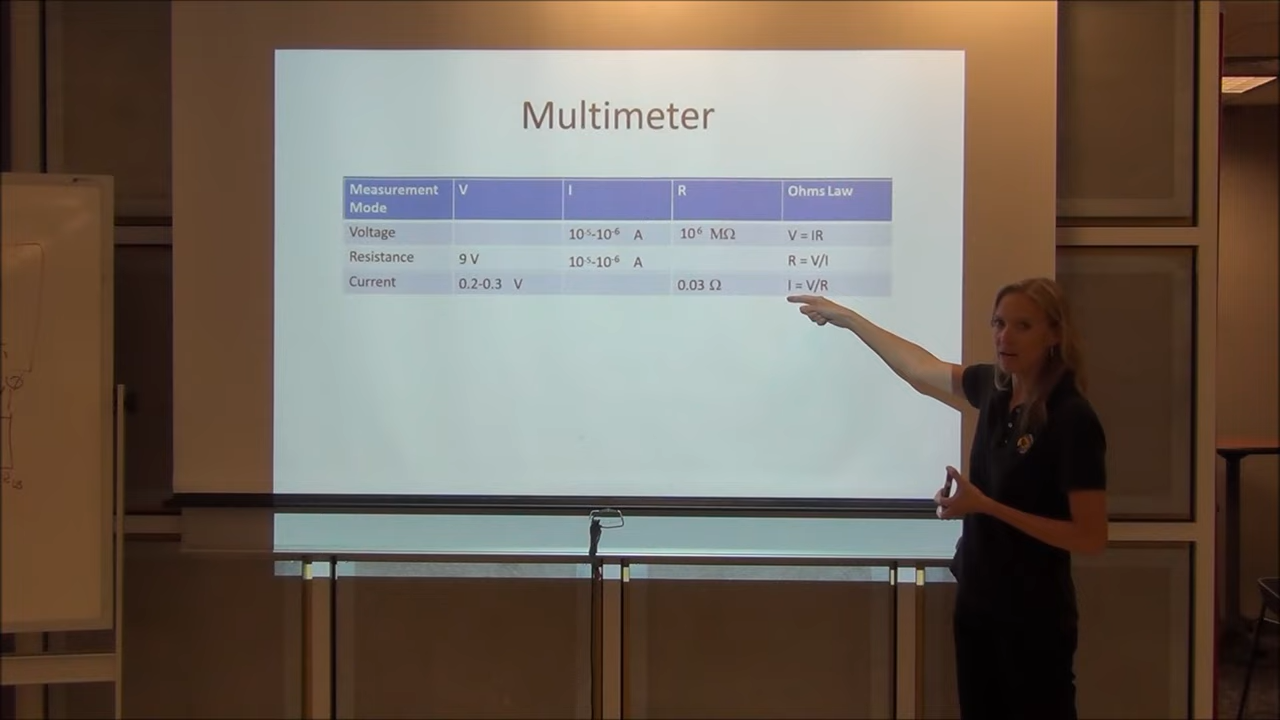 Multimeter
Measurement Mode V I R Ohms Law
Voltage 10⁻⁵-10⁻⁶ A 10⁶ MΩ V = IR
Resistance 9 V 10⁻⁵-10⁻⁶ A R = V/I
Current 0.2-0.3 V 0.03 Ω I = V/R